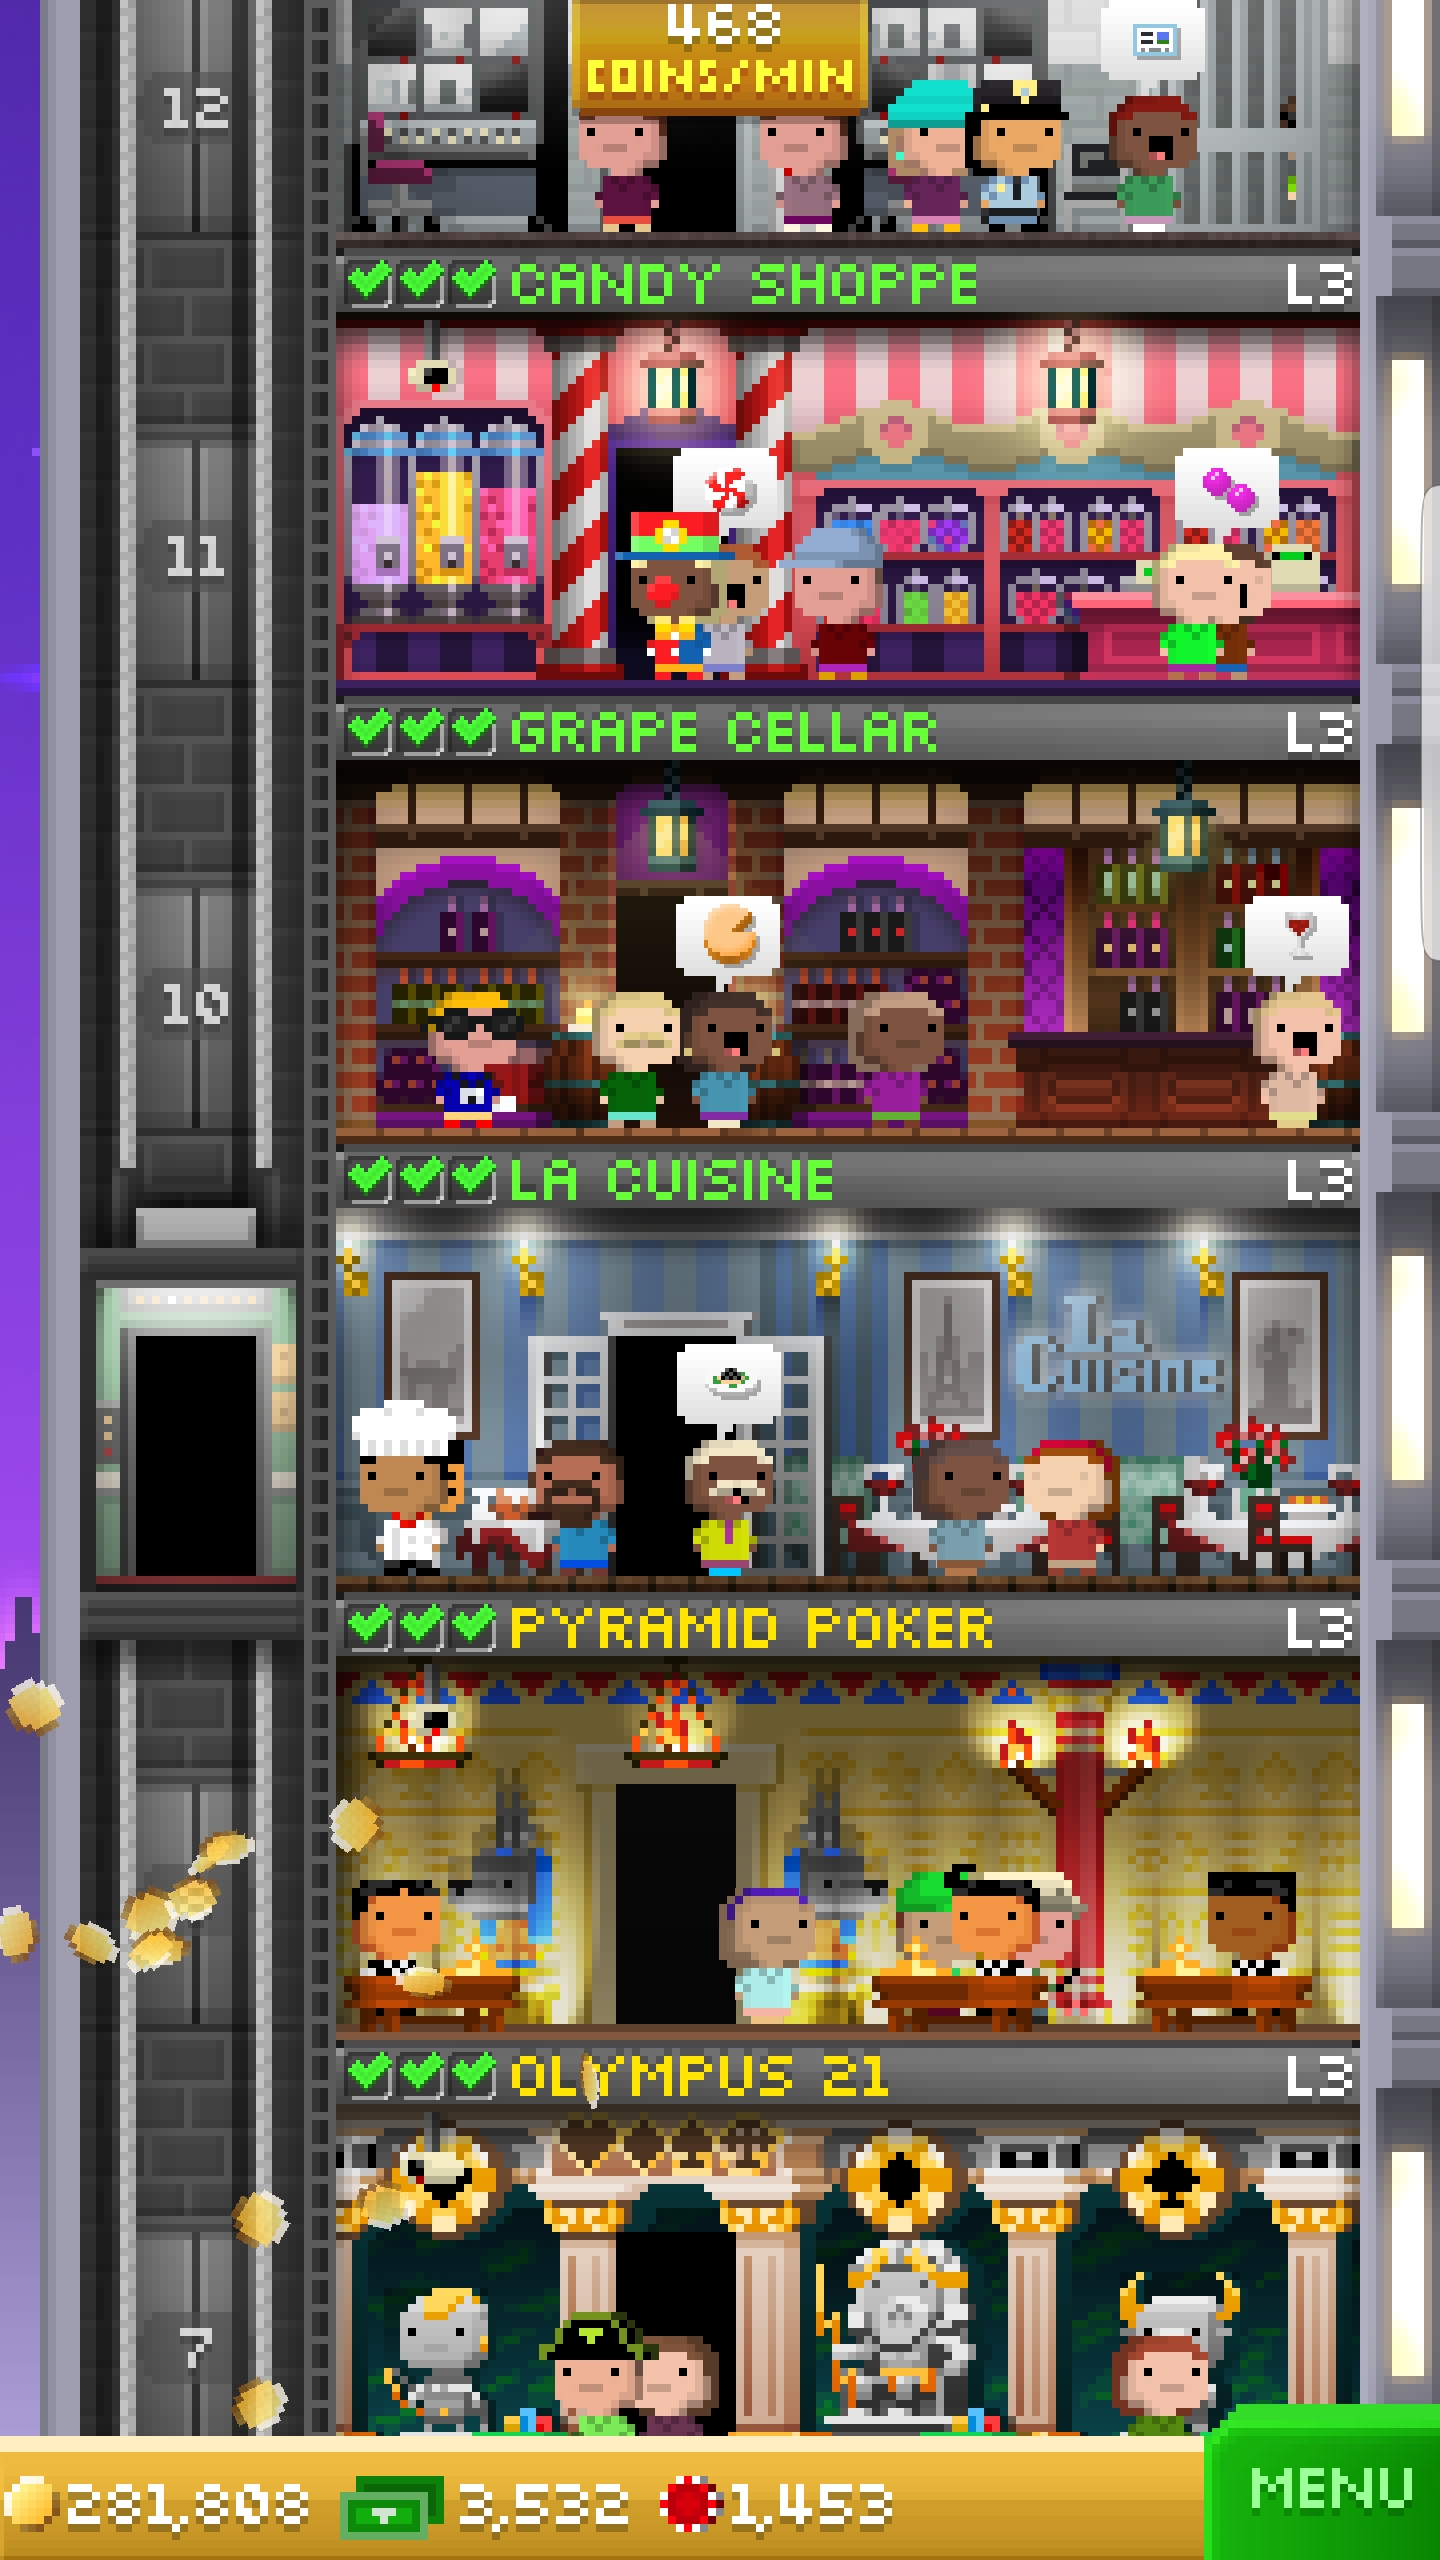 468
COINS/MIN
12
CANDY SHOPPE L3
11
GRAPE CELLAR L3
10
LA CUISINE L3
La
Cuisine
PYRAMID POKER L3
OLYMPUS 21 L3
7
281,808 3,532 1,453
MENU